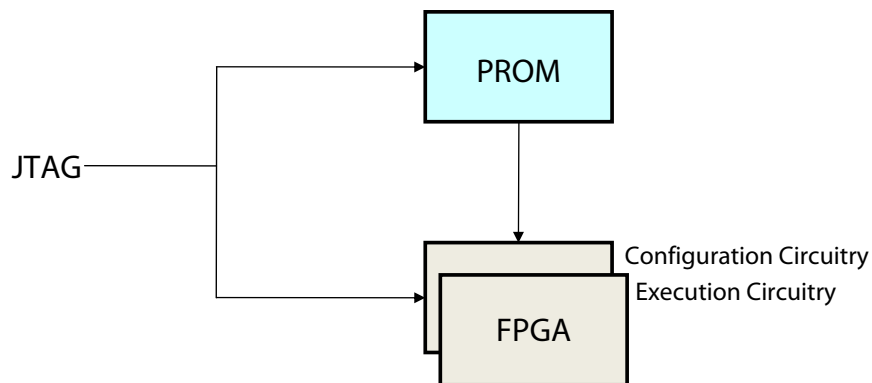 PROM
JTAG
Configuration Circuitry
Execution Circuitry
FPGA